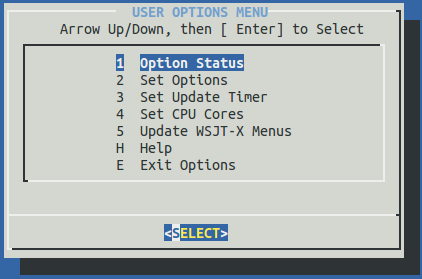 USER OPTIONS MENU
Arrow Up/Down, then [ Enter] to Select
1 Option Status
2 Set Options
3 Set Update Timer
4 Set CPU Cores
5 Update WSJT-X Menus
H Help
E Exit Options
<SELECT>